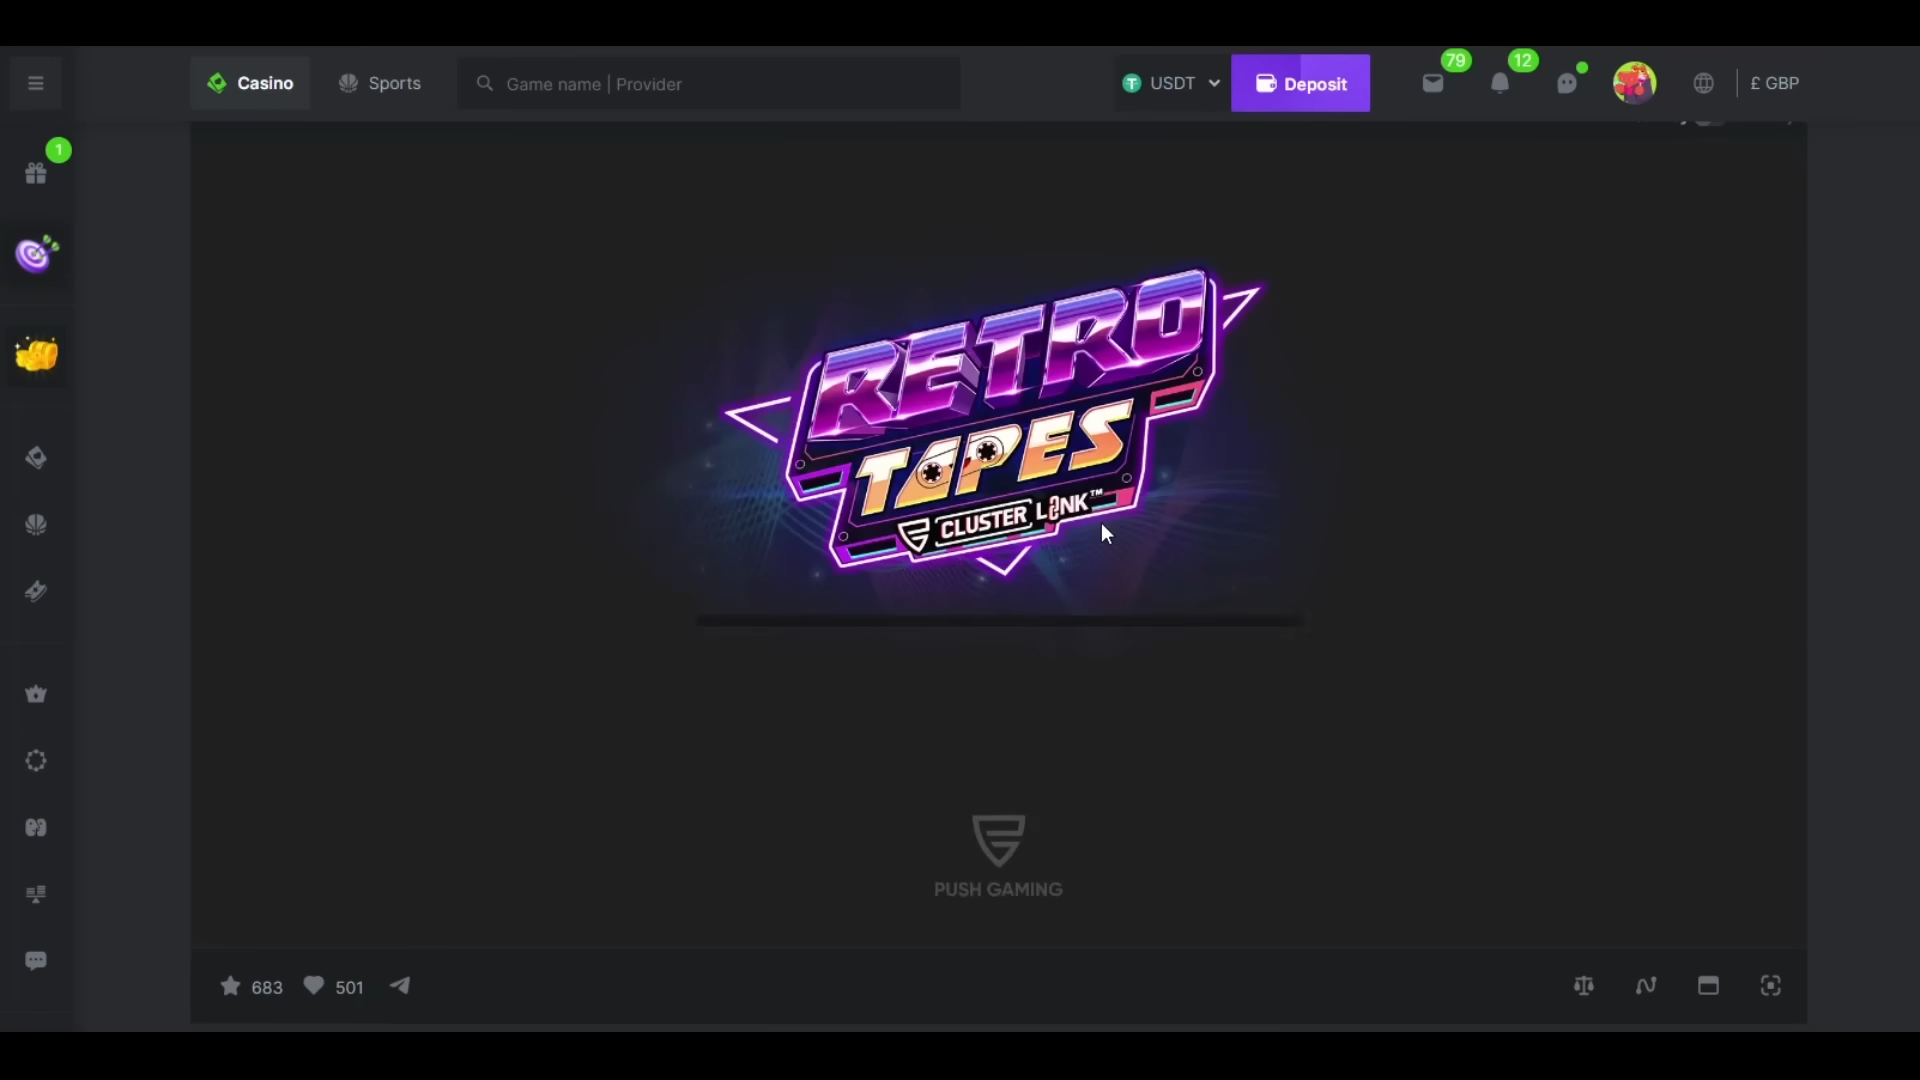 79
12
Casino
Sports
Game name | Provider
USDT
Deposit
£ GBP
1
RETRO
TAPES
CLUSTER LINK™
PUSH GAMING
683
501